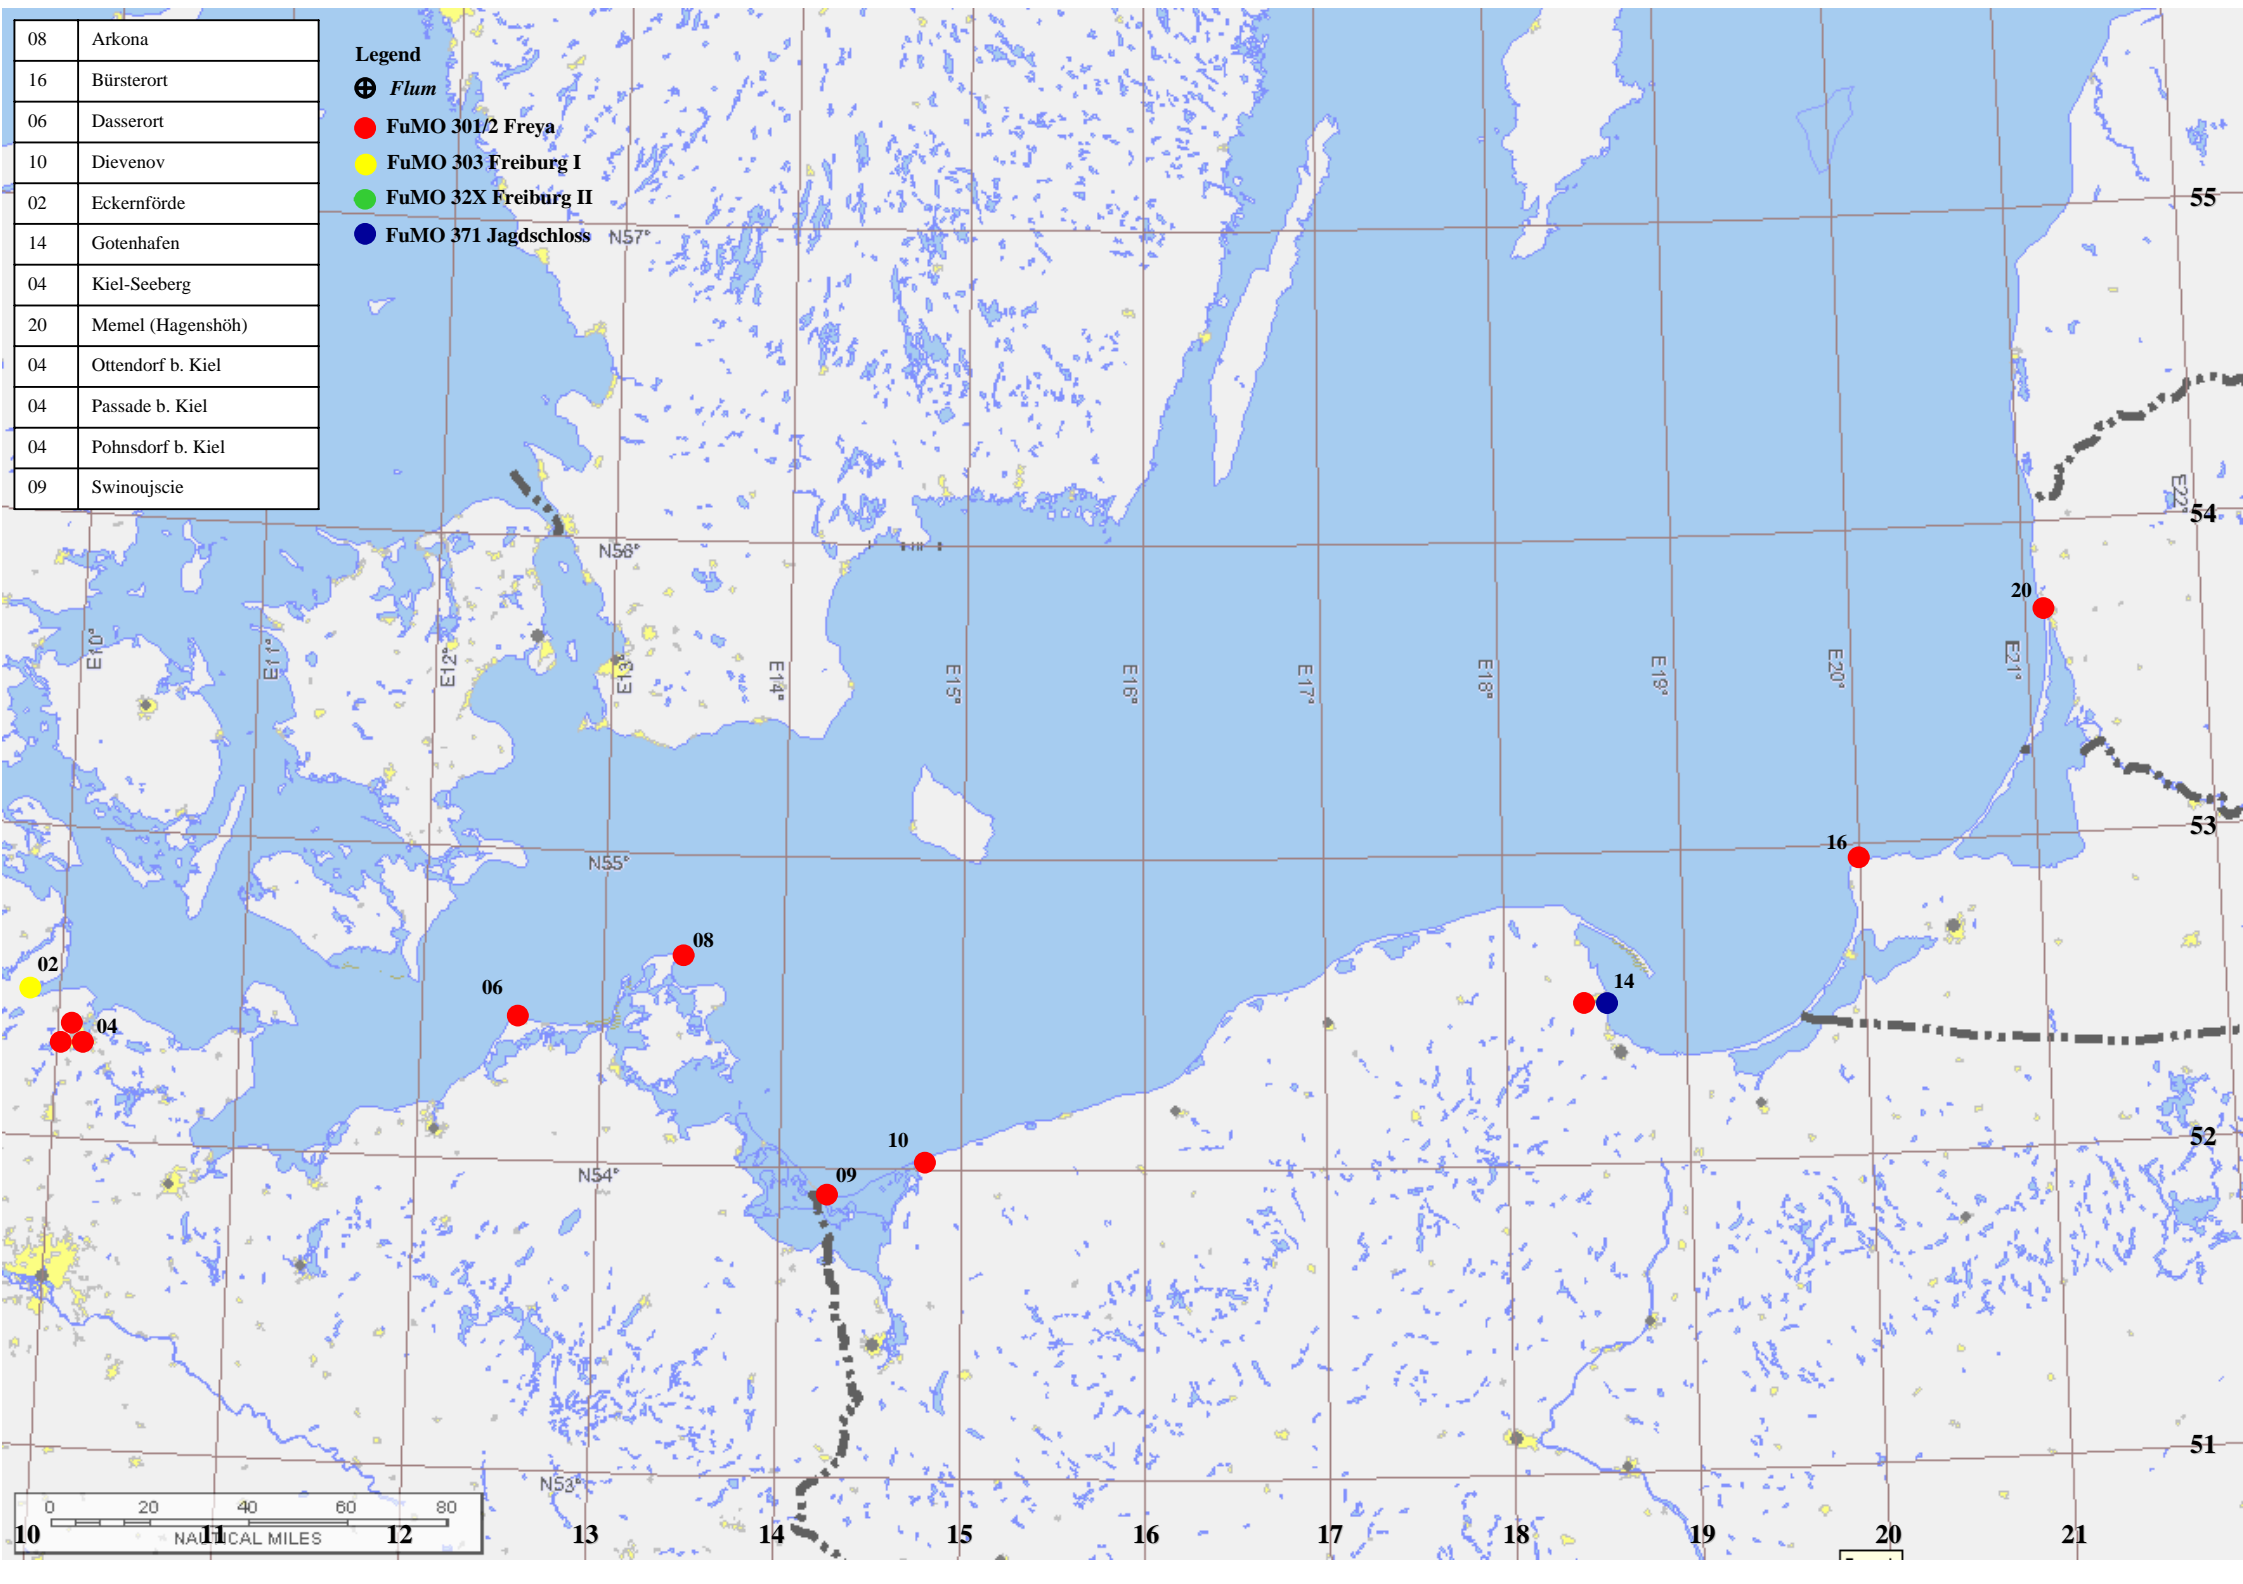 08 Arkona
16 Bürsterort
06 Dasserort
10 Dievenov
02 Eckernförde
14 Gotenhafen
04 Kiel-Seeberg
20 Memel (Hagenshöh)
04 Ottendorf b. Kiel
04 Passade b. Kiel
04 Pohnsdorf b. Kiel
09 Swinoujscie
Legend
Flum
FuMO 301/2 Freya
FuMO 303 Freiburg I
FuMO 32X Freiburg II
FuMO 371 Jagdschloss
N57°
55
E22°
54
N56°
20
E10°
E11°
E12°
E13°
E14°
E15°
E16°
E17°
E18°
E19°
E20°
E21°
53
16
N55°
08
02
06
14
04
52
10
N54°
09
51
N53°
0 20 40 60 80
NAUTICAL MILES
10 11 12 13 14 15 16 17 18 19 20 21